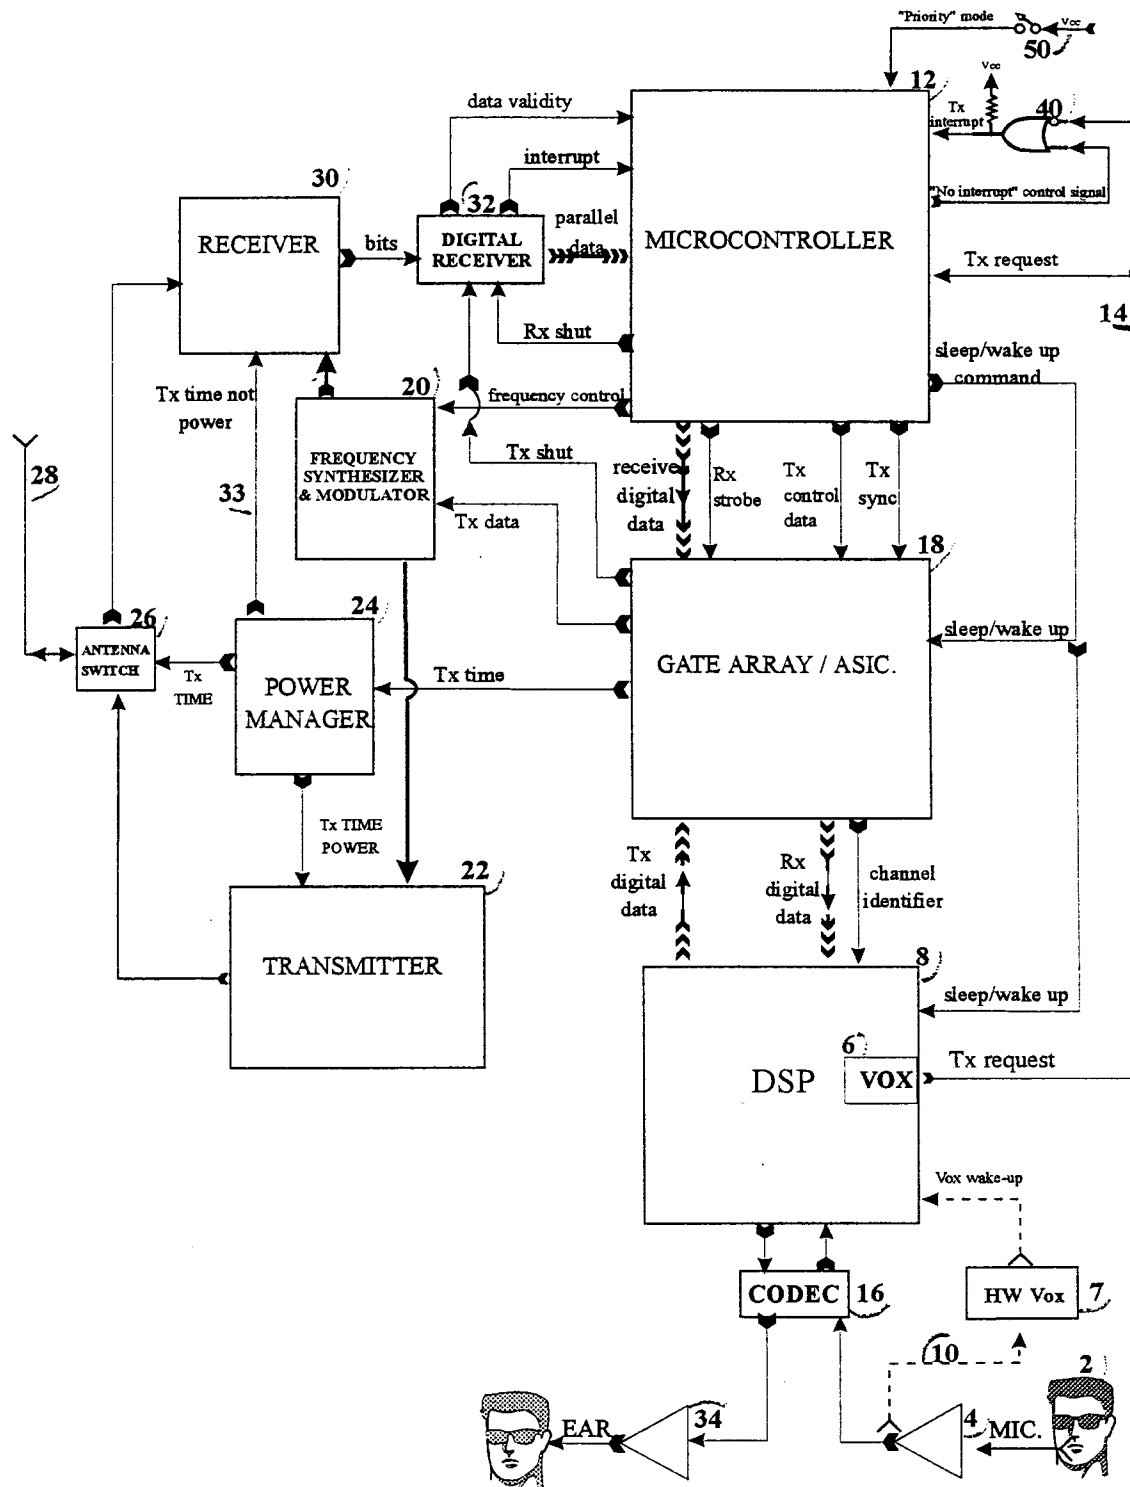 "Priority" mode
vcc
50
12
vcc
data validity
Tx
interrupt
40
interrupt
30
32
"No interrupt" control signal
RECEIVER
bits
DIGITAL
RECEIVER
parallel
data
MICROCONTROLLER
Tx request
14
Rx shut
sleep/wake up
command
Tx time not
power
20
frequency control
28
33
FREQUENCY
SYNTHESIZER
& MODULATOR
Tx shut
Tx data
receive
digital
data
Rx
strobe
Tx
control
data
Tx
sync
18
26
24
ANTENNA
SWITCH
Tx
TIME
POWER
MANAGER
Tx time
GATE ARRAY / ASIC.
sleep/wake up
Tx TIME
POWER
22
Tx
digital
data
Rx
digital
data
channel
identifier
TRANSMITTER
8
sleep/wake up
6
DSP
VOX
Tx request
Vox wake-up
CODEC
16
HW Vox
7
10
2
EAR
34
4
MIC.